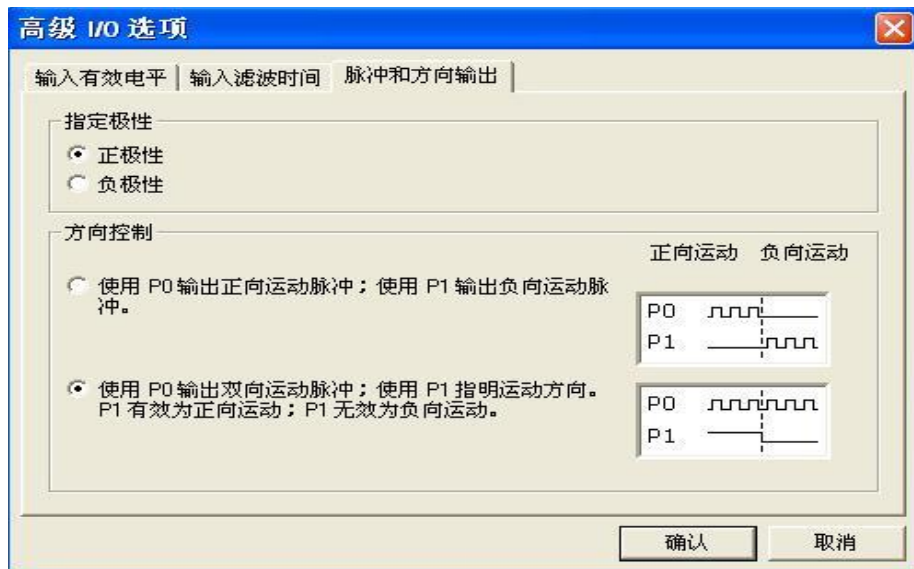 高级 I/O 选项
输入有效电平 输入滤波时间 脉冲和方向输出
指定极性
正极性
负极性
方向控制
正向运动 负向运动
使用 P0 输出正向运动脉冲；使用 P1 输出负向运动脉
冲。
P0
P1
使用 P0 输出双向运动脉冲；使用 P1 指明运动方向。
P1 有效为正向运动；P1 无效为负向运动。
P0
P1
确认 取消